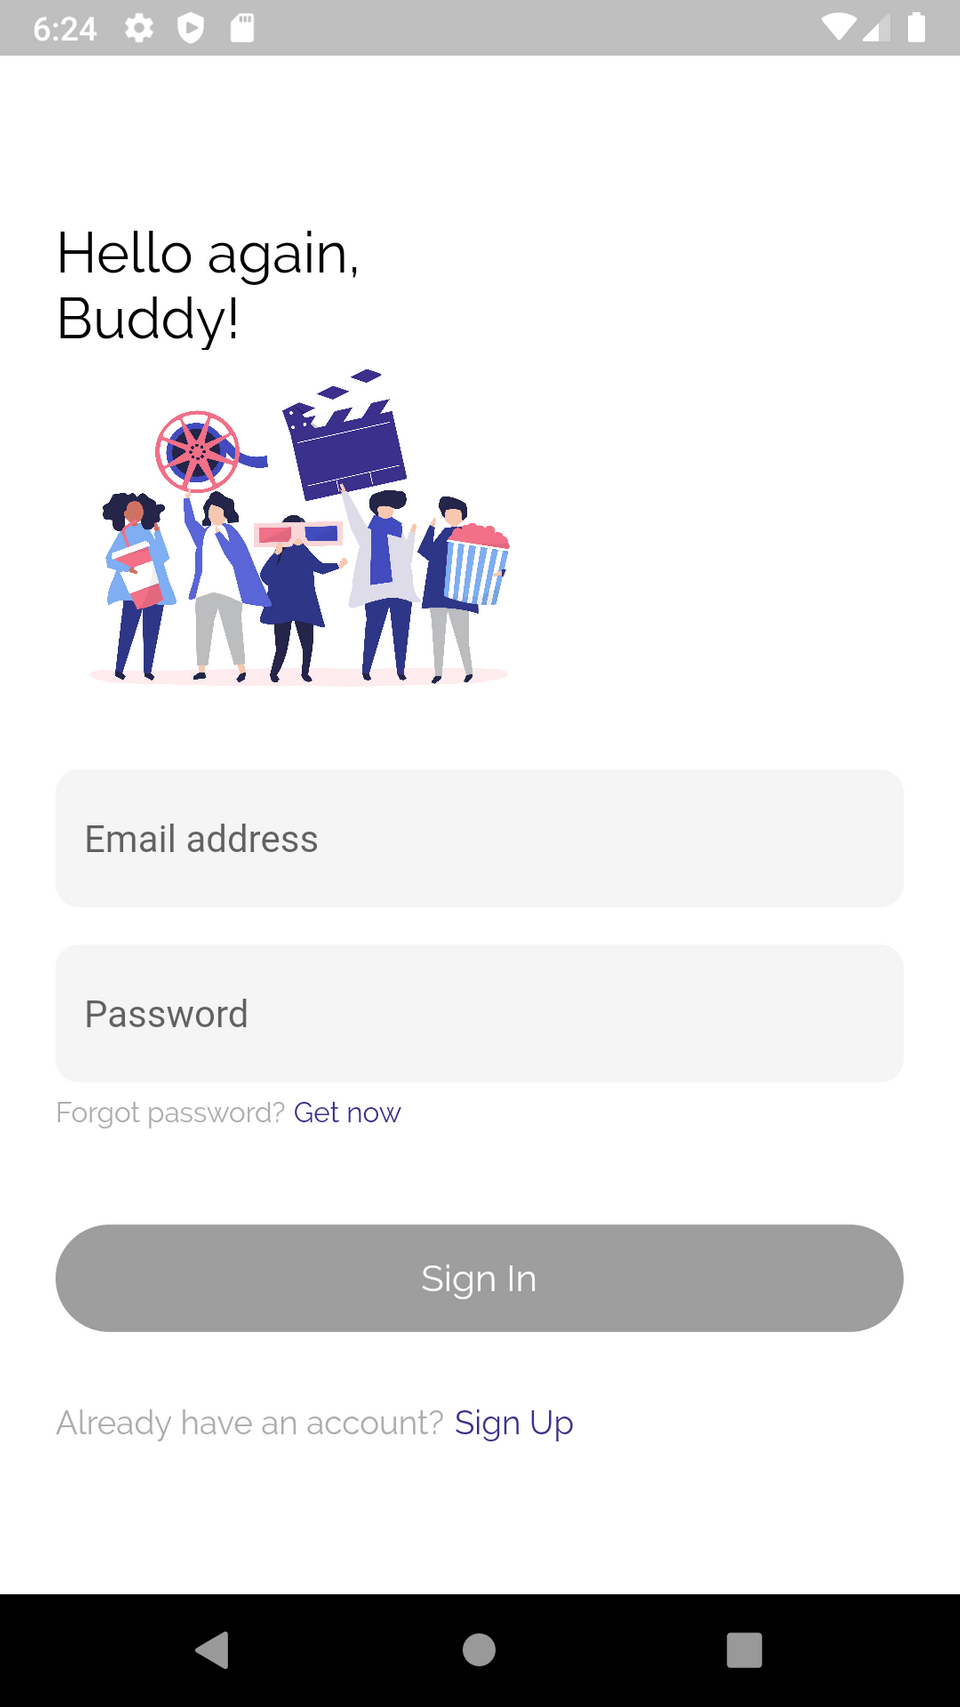 6:24
Hello again,
Buddy!
Email address
Password
Forgot password? Get now
Sign In
Already have an account? Sign Up